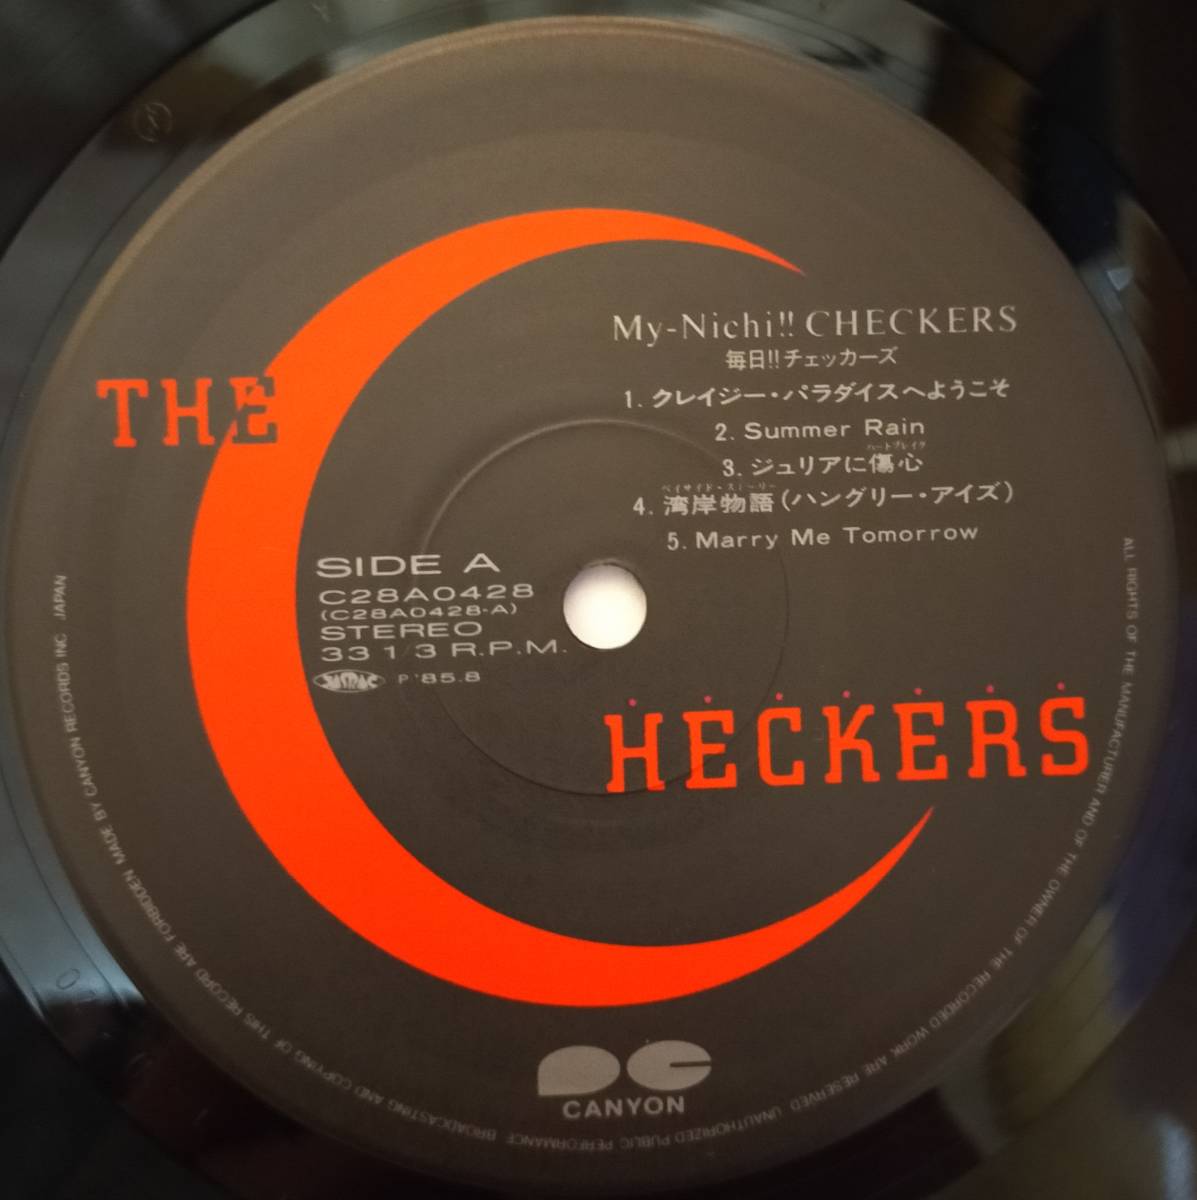 THE
CHECKERS
My-Nichi!! CHECKERS
毎日!!チェッカーズ
1. クレイジー・パラダイスへようこそ
2. Summer Rain
ハートブレイク
3. ジュリアに傷心
ベイサイド・ストーリー
4. 湾岸物語(ハングリー・アイズ)
5. Marry Me Tomorrow
SIDE A
C28A0428
(C28A0428-A)
STEREO
33 1/3 R.P.M.
JASRAC P '85.8
CANYON
ALL RIGHTS OF THE MANUFACTURER AND OF THE OWNER OF THE RECORDED WORK ARE RESERVED UNAUTHORIZED PUBLIC PERFORMANCE BROADCASTING AND COPYING OF THIS RECORD ARE FORBIDDEN MADE BY CANYON RECORDS INC JAPAN